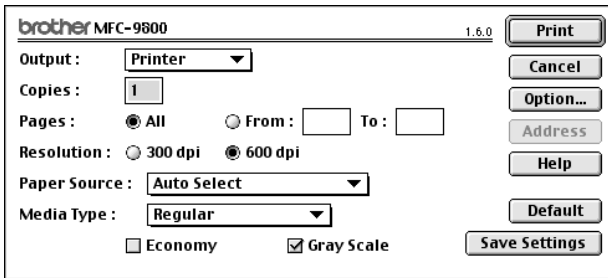 brother MFC-9800 1.6.0 Print
Output : Printer Cancel
Copies : 1 Option...
Pages : All From : To : Address
Resolution : 300 dpi 600 dpi Help
Paper Source : Auto Select
Media Type : Regular Default
Economy Gray Scale Save Settings